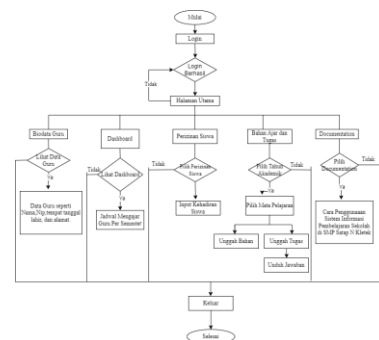 Mulai
Login
Login
Berhasil
Tidak
Halaman Utama
Biodata Guru
Dashboard
Perizinan Siswa
Bahan Ajar dan
Tugas
Documentation
Lihat Data
Guru
Tidak
Lihat Dashboard
Tidak
Pilih Perizinan
Siswa
Tidak
Pilih Tahun
Akademik
Tidak
Pilih
Documentation
Tidak
Ya
Ya
Ya
Ya
Ya
Data Guru seperti
Nama,Nip,tempat tanggal
lahir, dan alamat
Jadwal Mengajar
Guru Per Semester
Input Kehadiran
Siswa
Pilih Mata Pelajaran
Cara Penggunaan
Sistem Informasi
Pembelajaran Sekolah
di SMP Satap N Kletek
Unggah Bahan
Unggah Tugas
Unduh Jawaban
Keluar
Selesai